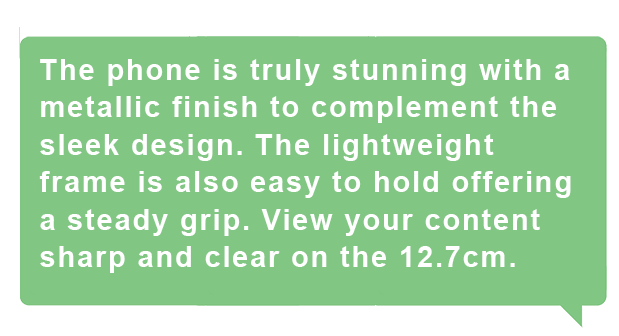 The phone is truly stunning with a
metallic finish to complement the
sleek design. The lightweight
frame is also easy to hold offering
a steady grip. View your content
sharp and clear on the 12.7cm.